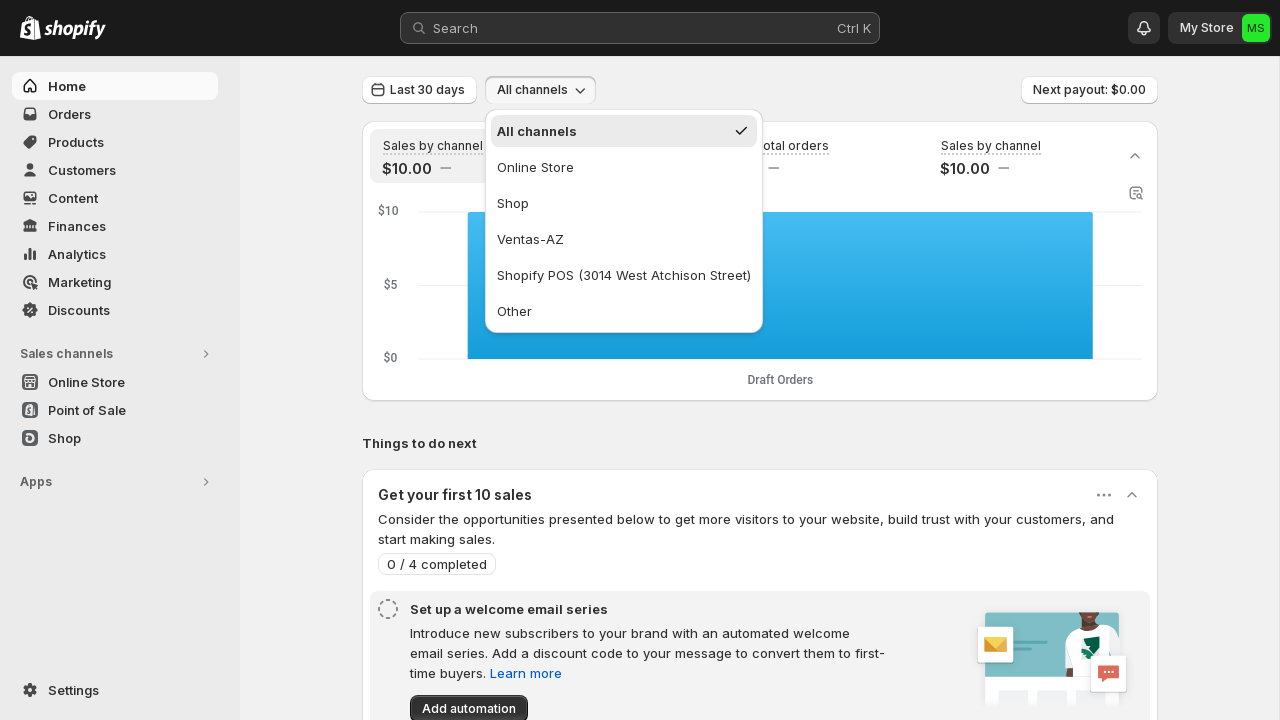 shopify
Search
Ctrl K
My Store
MS
Home
Orders
Products
Customers
Content
Finances
Analytics
Marketing
Discounts
Sales channels
Online Store
Point of Sale
Shop
Apps
Settings
Last 30 days
All channels
Next payout: $0.00
All channels
Online Store
Shop
Ventas-AZ
Shopify POS (3014 West Atchison Street)
Other
Sales by channel
$10.00 —
otal orders
—
Sales by channel
$10.00 —
$10
$5
$0
Draft Orders
Things to do next
Get your first 10 sales
Consider the opportunities presented below to get more visitors to your website, build trust with your customers, and
start making sales.
0 / 4 completed
Set up a welcome email series
Introduce new subscribers to your brand with an automated welcome
email series. Add a discount code to your message to convert them to first-
time buyers. Learn more
Add automation